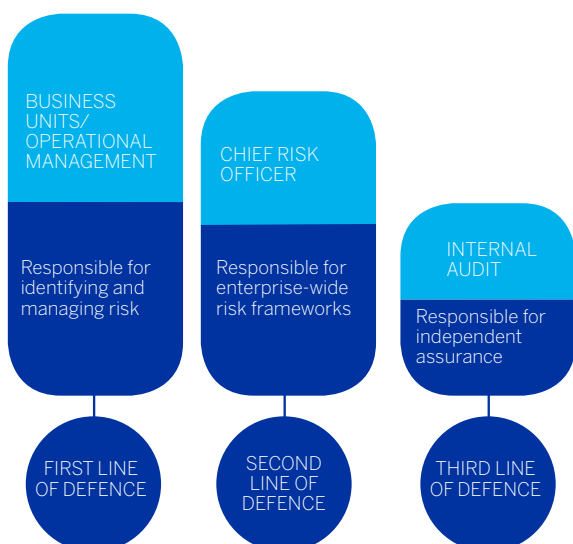 BUSINESS
UNITS/
OPERATIONAL
MANAGEMENT
Responsible for
identifying and
managing risk
FIRST LINE
OF DEFENCE
CHIEF RISK
OFFICER
Responsible for
enterprise-wide
risk frameworks
SECOND
LINE OF
DEFENCE
INTERNAL
AUDIT
Responsible for
independent
assurance
THIRD LINE
OF DEFENCE